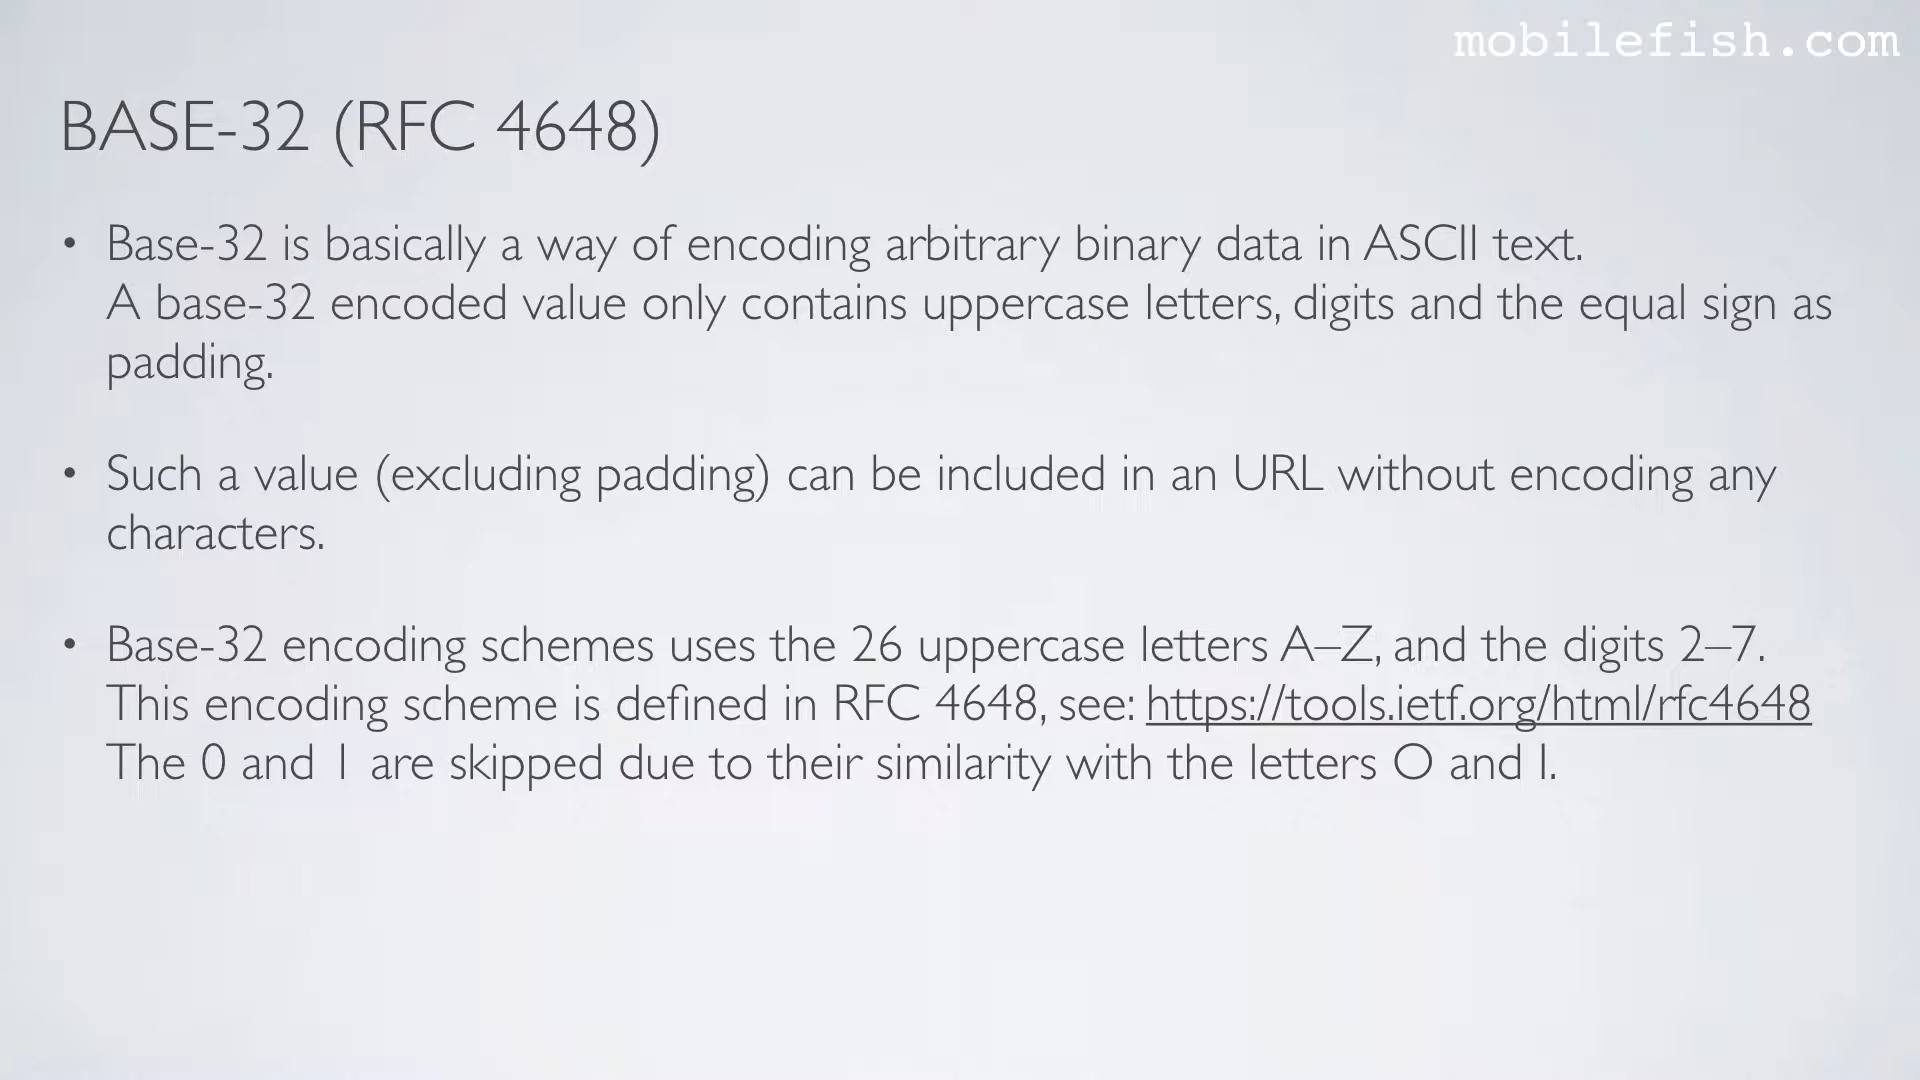 mobilefish.com
BASE-32 (RFC 4648)
• Base-32 is basically a way of encoding arbitrary binary data in ASCII text.
A base-32 encoded value only contains uppercase letters, digits and the equal sign as
padding.
• Such a value (excluding padding) can be included in an URL without encoding any
characters.
• Base-32 encoding schemes uses the 26 uppercase letters A–Z, and the digits 2–7.
This encoding scheme is defined in RFC 4648, see: https://tools.ietf.org/html/rfc4648
The 0 and 1 are skipped due to their similarity with the letters O and I.